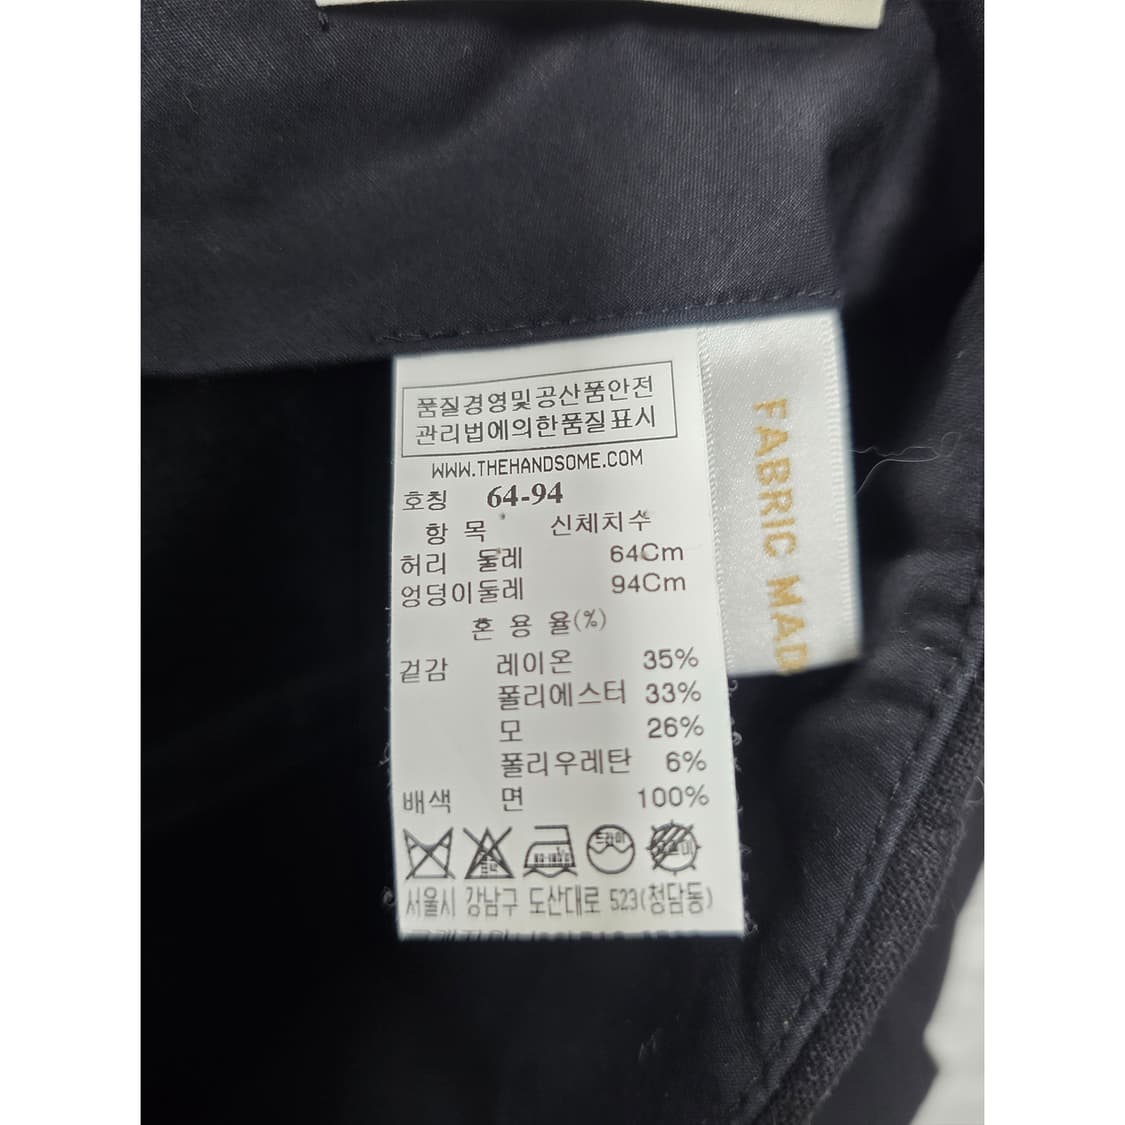 품질경영및공산품안전
관리법에의한품질표시
WWW.THEHANDSOME.COM
호칭 64-94
항 목 신체치수
허리 둘레 64Cm
엉덩이둘레 94Cm
혼 용 율(%)
겉감 레이온 35%
폴리에스터 33%
모 26%
폴리우레탄 6%
배색 면 100%
드라이
서울시 강남구 도산대로 523(청담동)
FABRIC MAD